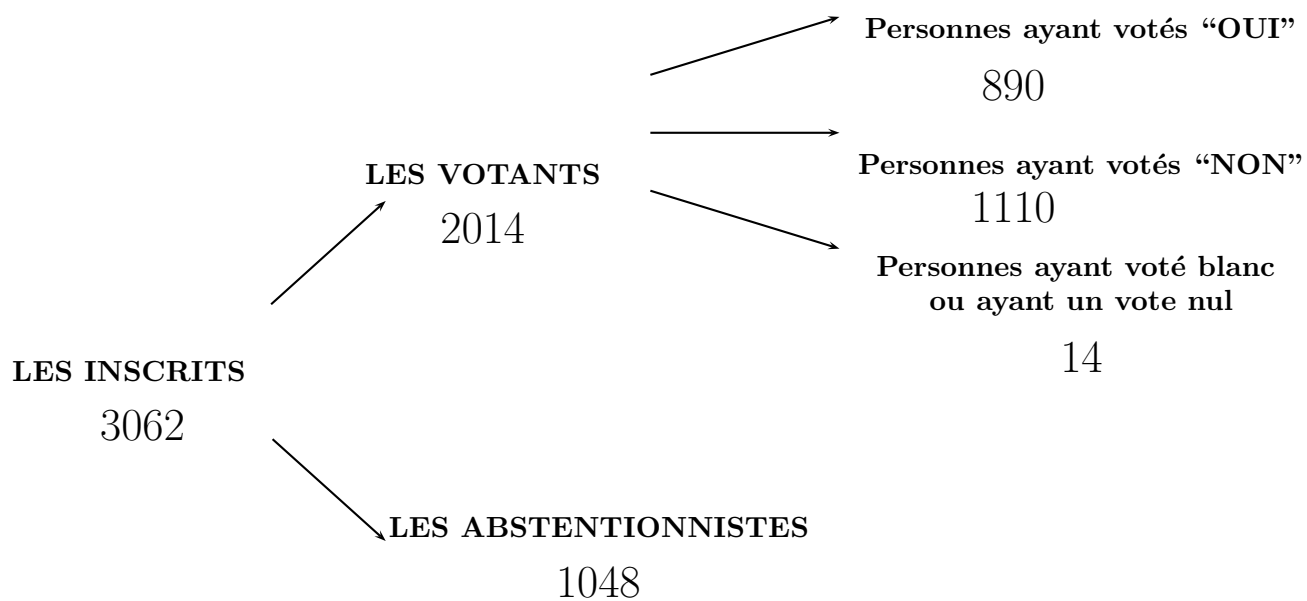 Personnes ayant votés “OUI”
890
LES VOTANTS
2014
Personnes ayant votés “NON”
1110
Personnes ayant voté blanc
ou ayant un vote nul
14
LES INSCRITS
3062
LES ABSTENTIONNISTES
1048